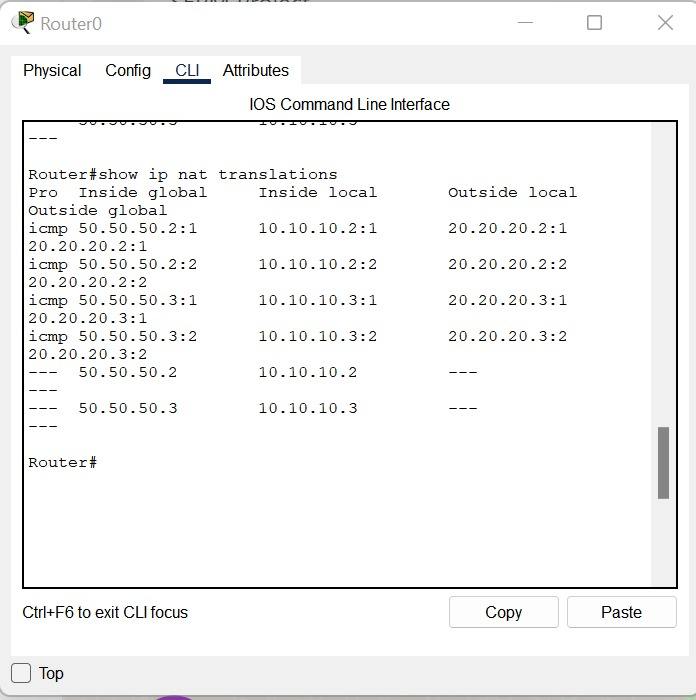 Router0
Physical Config CLI Attributes
IOS Command Line Interface
---
Router#show ip nat translations
Pro Inside global Inside local Outside local
Outside global
icmp 50.50.50.2:1 10.10.10.2:1 20.20.20.2:1
20.20.20.2:1
icmp 50.50.50.2:2 10.10.10.2:2 20.20.20.2:2
20.20.20.2:2
icmp 50.50.50.3:1 10.10.10.3:1 20.20.20.3:1
20.20.20.3:1
icmp 50.50.50.3:2 10.10.10.3:2 20.20.20.3:2
20.20.20.3:2
--- 50.50.50.2 10.10.10.2 ---
---
--- 50.50.50.3 10.10.10.3 ---
---
Router#
Ctrl+F6 to exit CLI focus
Copy Paste
Top